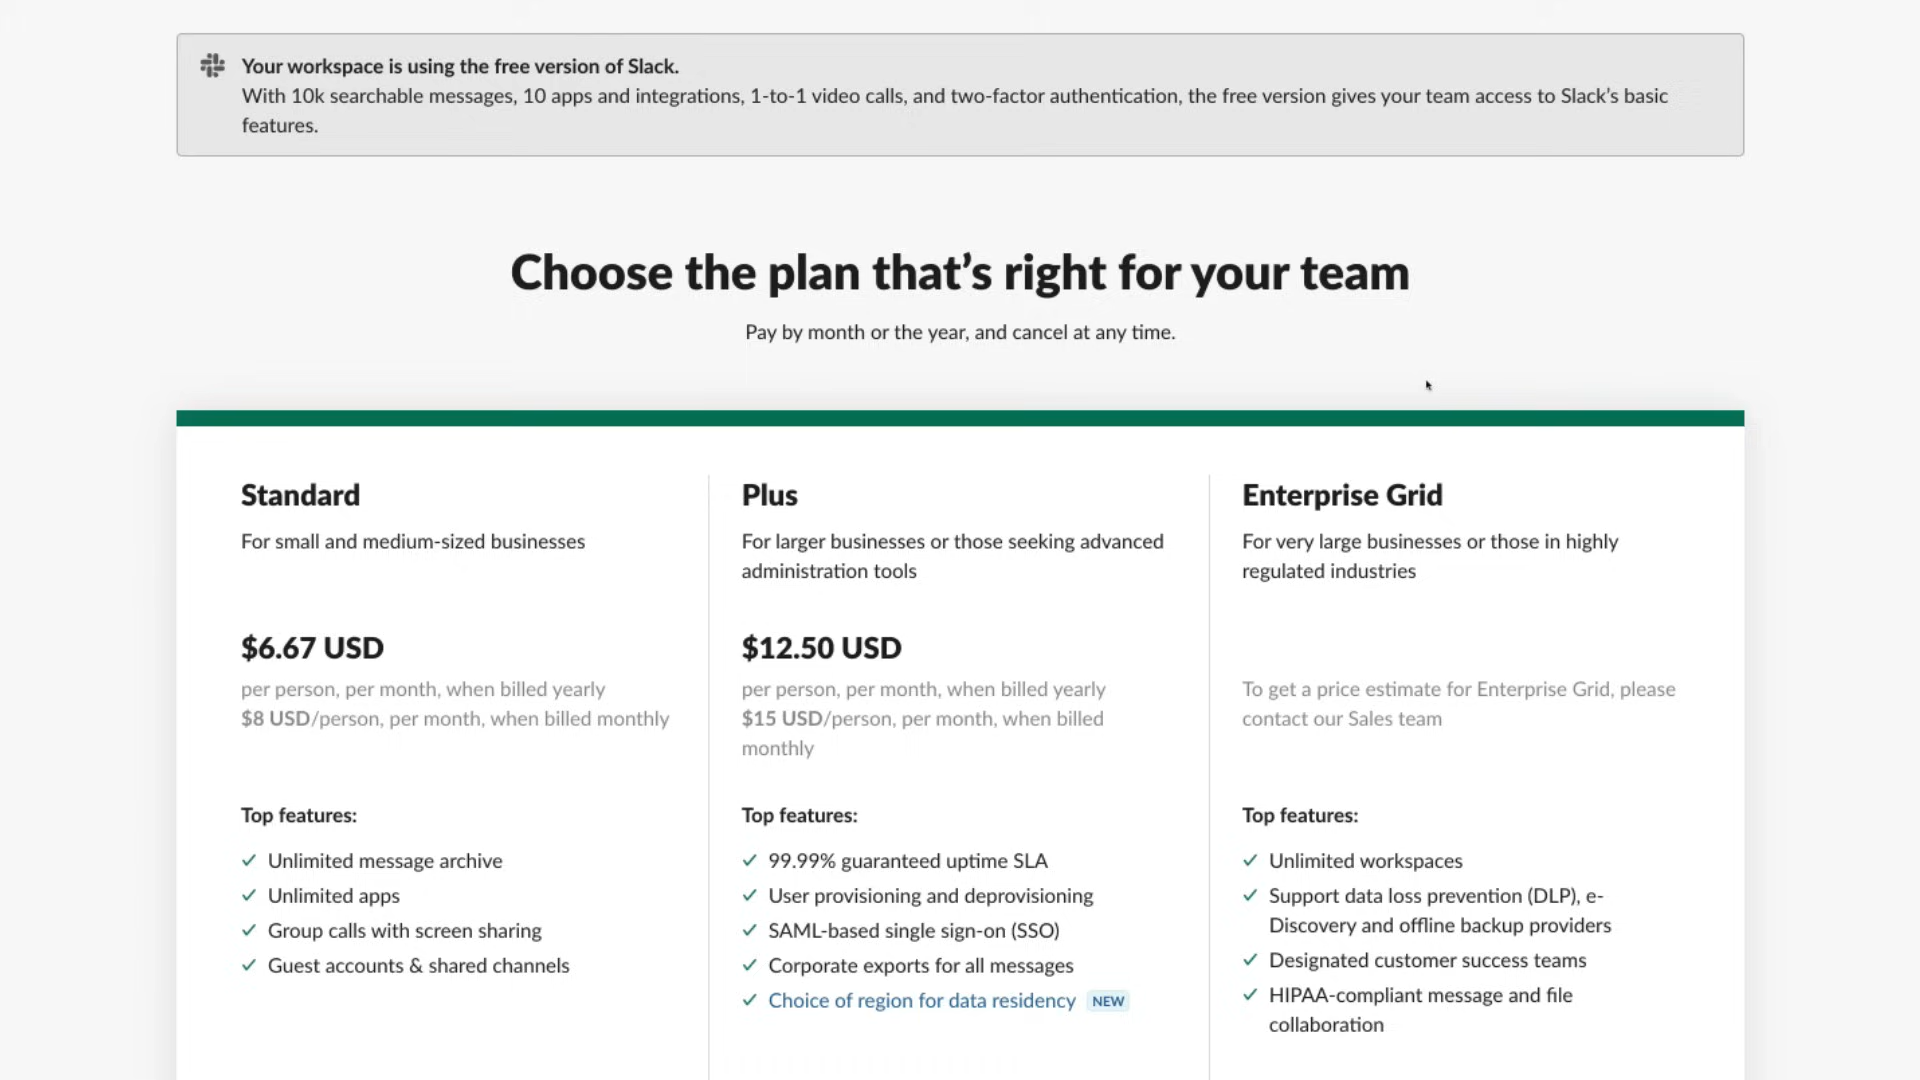 Your workspace is using the free version of Slack.
With 10k searchable messages, 10 apps and integrations, 1-to-1 video calls, and two-factor authentication, the free version gives your team access to Slack's basic
features.
Choose the plan that's right for your team
Pay by month or the year, and cancel at any time.
Standard
For small and medium-sized businesses
$6.67 USD
per person, per month, when billed yearly
$8 USD/person, per month, when billed monthly
Top features:
Unlimited message archive
Unlimited apps
Group calls with screen sharing
Guest accounts & shared channels
Plus
For larger businesses or those seeking advanced
administration tools
$12.50 USD
per person, per month, when billed yearly
$15 USD/person, per month, when billed
monthly
Top features:
99.99% guaranteed uptime SLA
User provisioning and deprovisioning
SAML-based single sign-on (SSO)
Corporate exports for all messages
Choice of region for data residency NEW
Enterprise Grid
For very large businesses or those in highly
regulated industries
To get a price estimate for Enterprise Grid, please
contact our Sales team
Top features:
Unlimited workspaces
Support data loss prevention (DLP), e-
Discovery and offline backup providers
Designated customer success teams
HIPAA-compliant message and file
collaboration